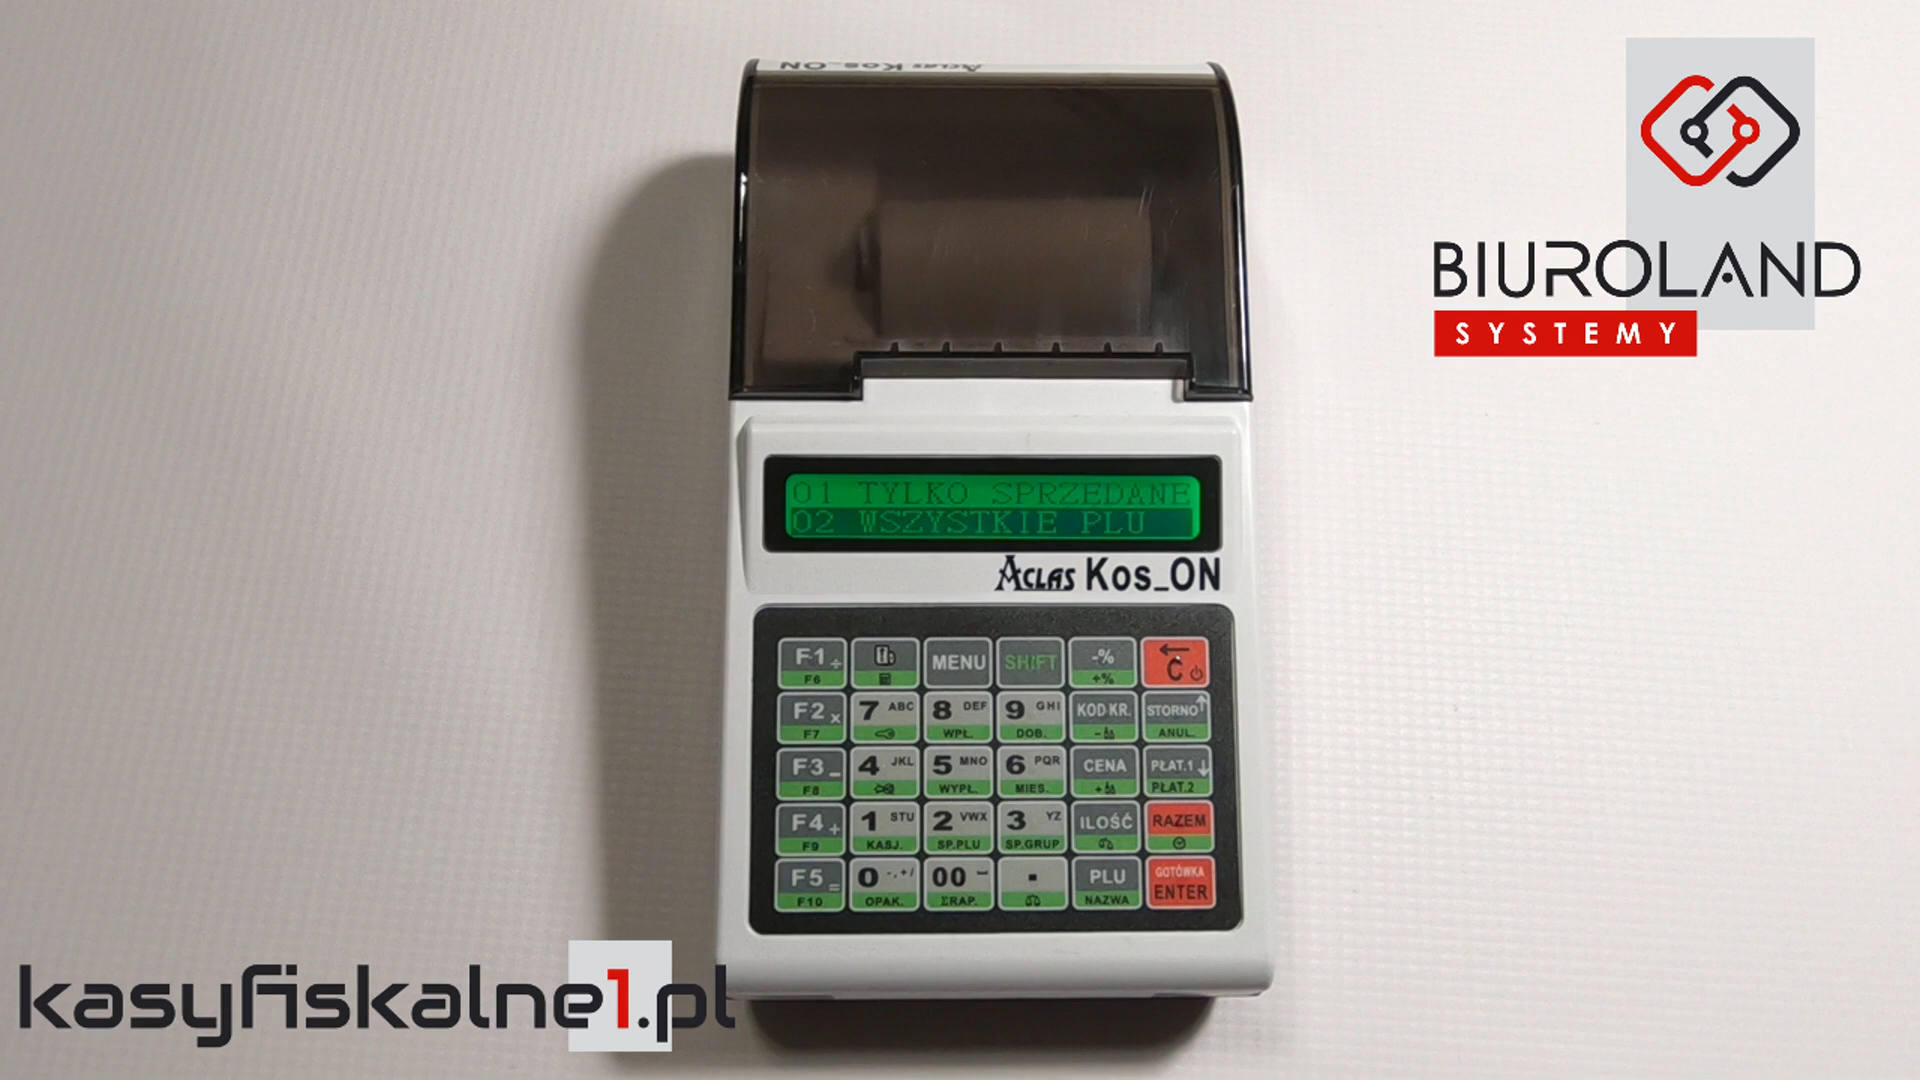 Aclas Kos_ON
BIUROLAND
SYSTEMY
01 TYLKO SPRZEDANE
02 WSZYSTKIE PLU
Aclas Kos_ON
F1 ÷ MENU SHIFT -% C
F6 +%
F2 x 7 ABC 8 DEF 9 GHI KOD KR. STORNO↑
F7 WPŁ. DOB. ANUL.
F3 - 4 JKL 5 MNO 6 PQR CENA PŁAT.1↓
F8 WYPŁ. MIES. PŁAT.2
F4 + 1 STU 2 VWX 3 YZ ILOŚĆ RAZEM
F9 KASJ. SP.PLU SP.GRUP
F5 = 0 -.+/ 00 . PLU GOTÓWKA ENTER
F10 OPAK. ΣRAP. NAZWA
kasyfiskalne1.pl